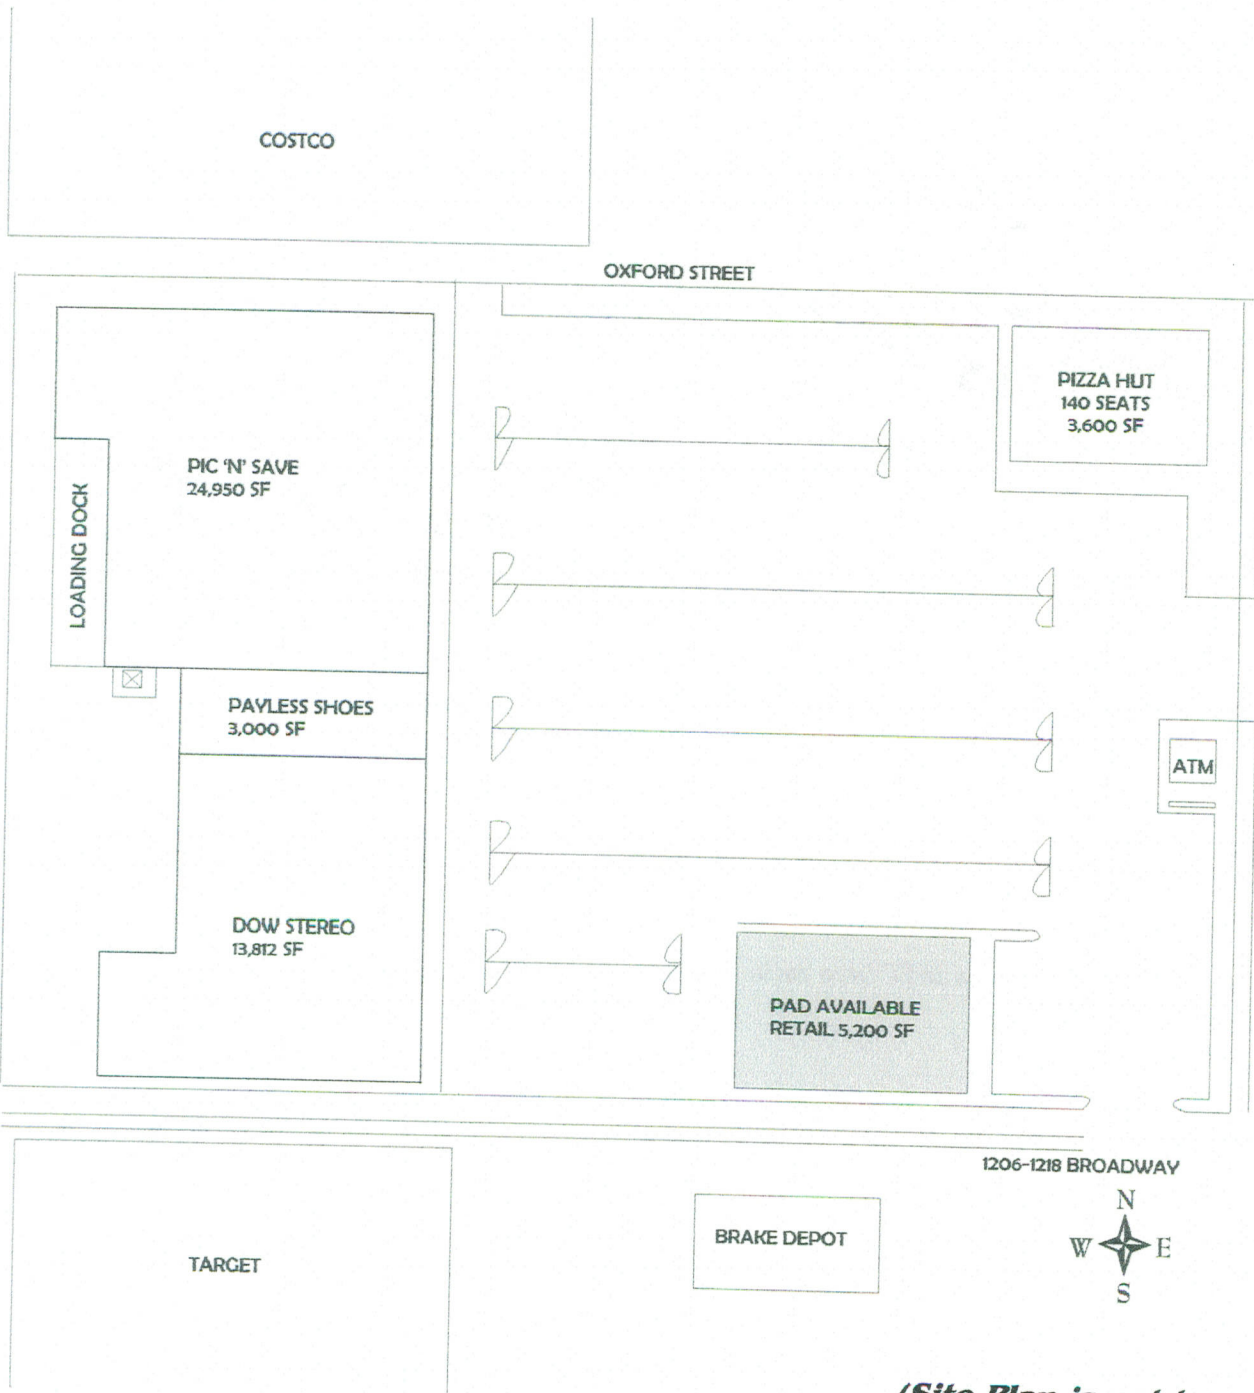 COSTCO
OXFORD STREET
PIZZA HUT
140 SEATS
3,600 SF
PIC 'N' SAVE
24,950 SF
LOADING DOCK
PAYLESS SHOES
3,000 SF
ATM
DOW STEREO
13,812 SF
PAD AVAILABLE
RETAIL 5,200 SF
1206-1218 BROADWAY
N
W E
S
BRAKE DEPOT
TARGET
(Site Plan is